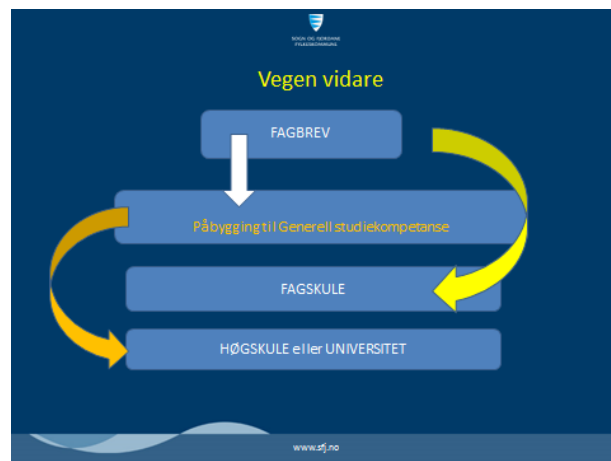 SOGN OG FJORDANE
FYLKESKOMMUNE
Vegen vidare
FAGBREV
Påbygging til Generell studiekompetanse
FAGSKULE
HØGSKULE eller UNIVERSITET
www.sfj.no